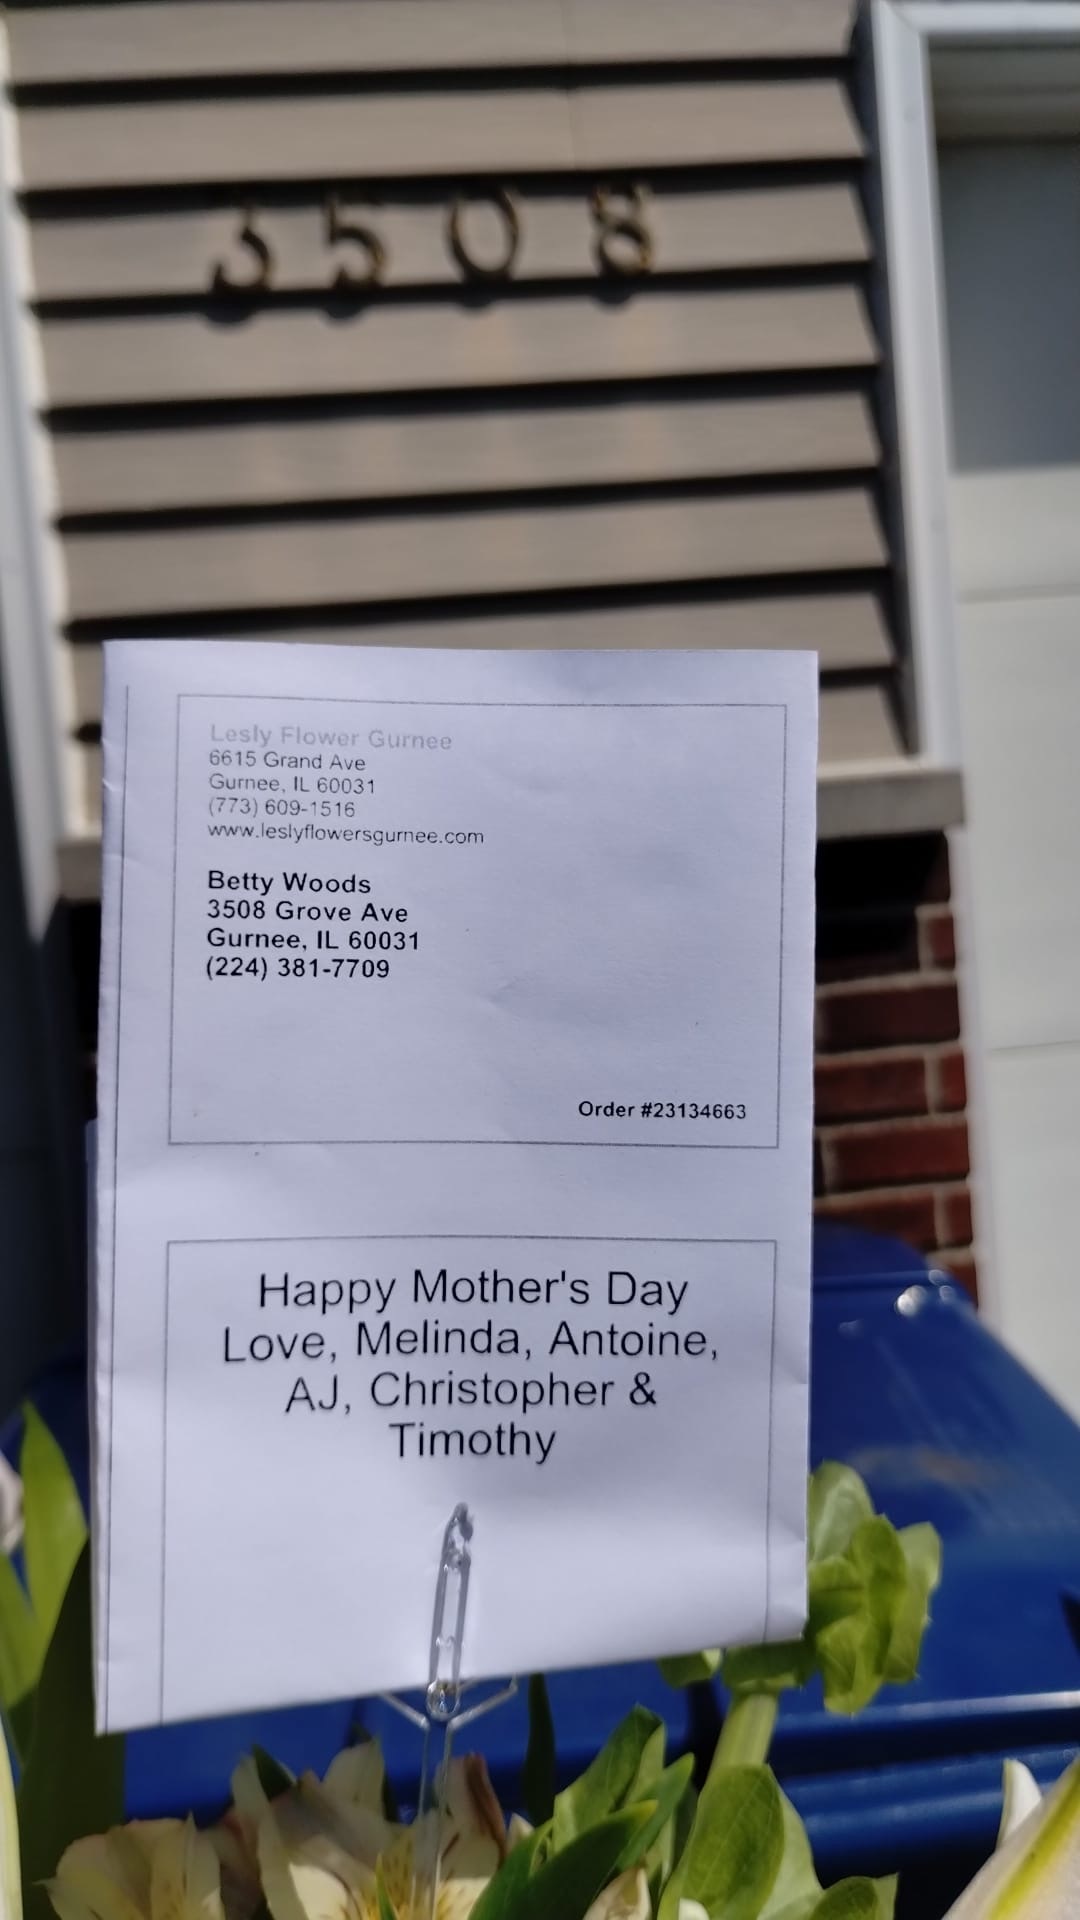 3508
Lesly Flower Gurnee
6615 Grand Ave
Gurnee, IL 60031
(773) 609-1516
www.leslyflowersgurnee.com
Betty Woods
3508 Grove Ave
Gurnee, IL 60031
(224) 381-7709
Order #23134663
Happy Mother's Day
Love, Melinda, Antoine,
AJ, Christopher &
Timothy